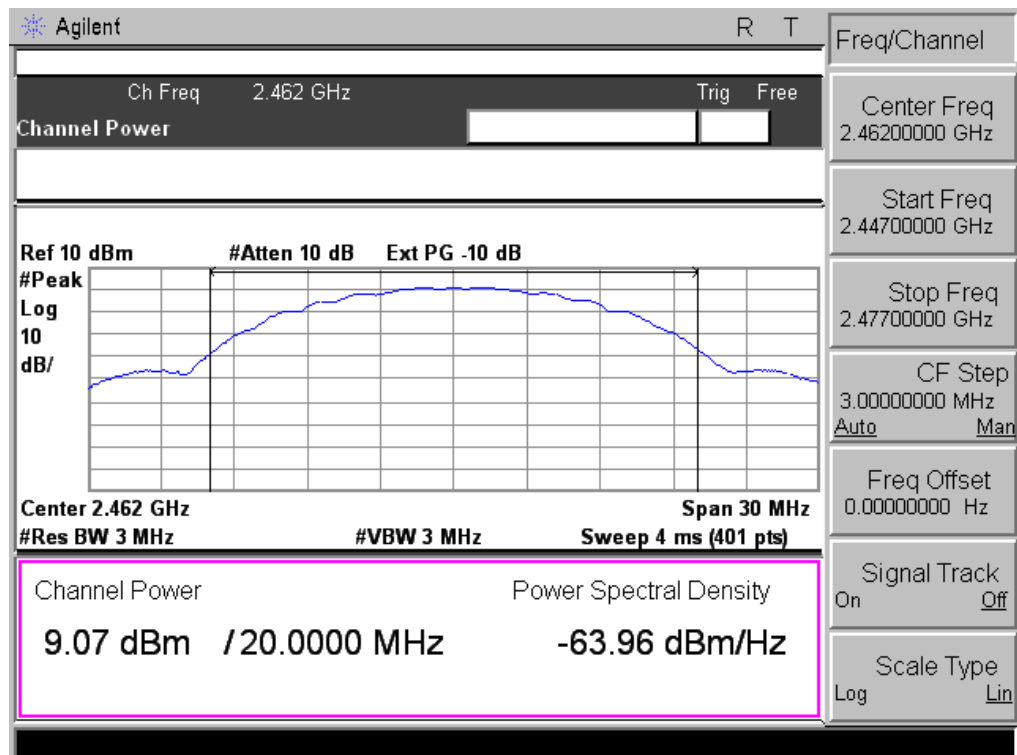 Agilent R T
Ch Freq 2.462 GHz Trig Free
Channel Power
Ref 10 dBm #Atten 10 dB Ext PG -10 dB
#Peak
Log
10
dB/
Center 2.462 GHz Span 30 MHz
#Res BW 3 MHz #VBW 3 MHz Sweep 4 ms (401 pts)
Channel Power Power Spectral Density
9.07 dBm /20.0000 MHz -63.96 dBm/Hz
Freq/Channel
Center Freq
2.46200000 GHz
Start Freq
2.44700000 GHz
Stop Freq
2.47700000 GHz
CF Step
3.00000000 MHz
Auto Man
Freq Offset
0.00000000 Hz
Signal Track
On Off
Scale Type
Log Lin